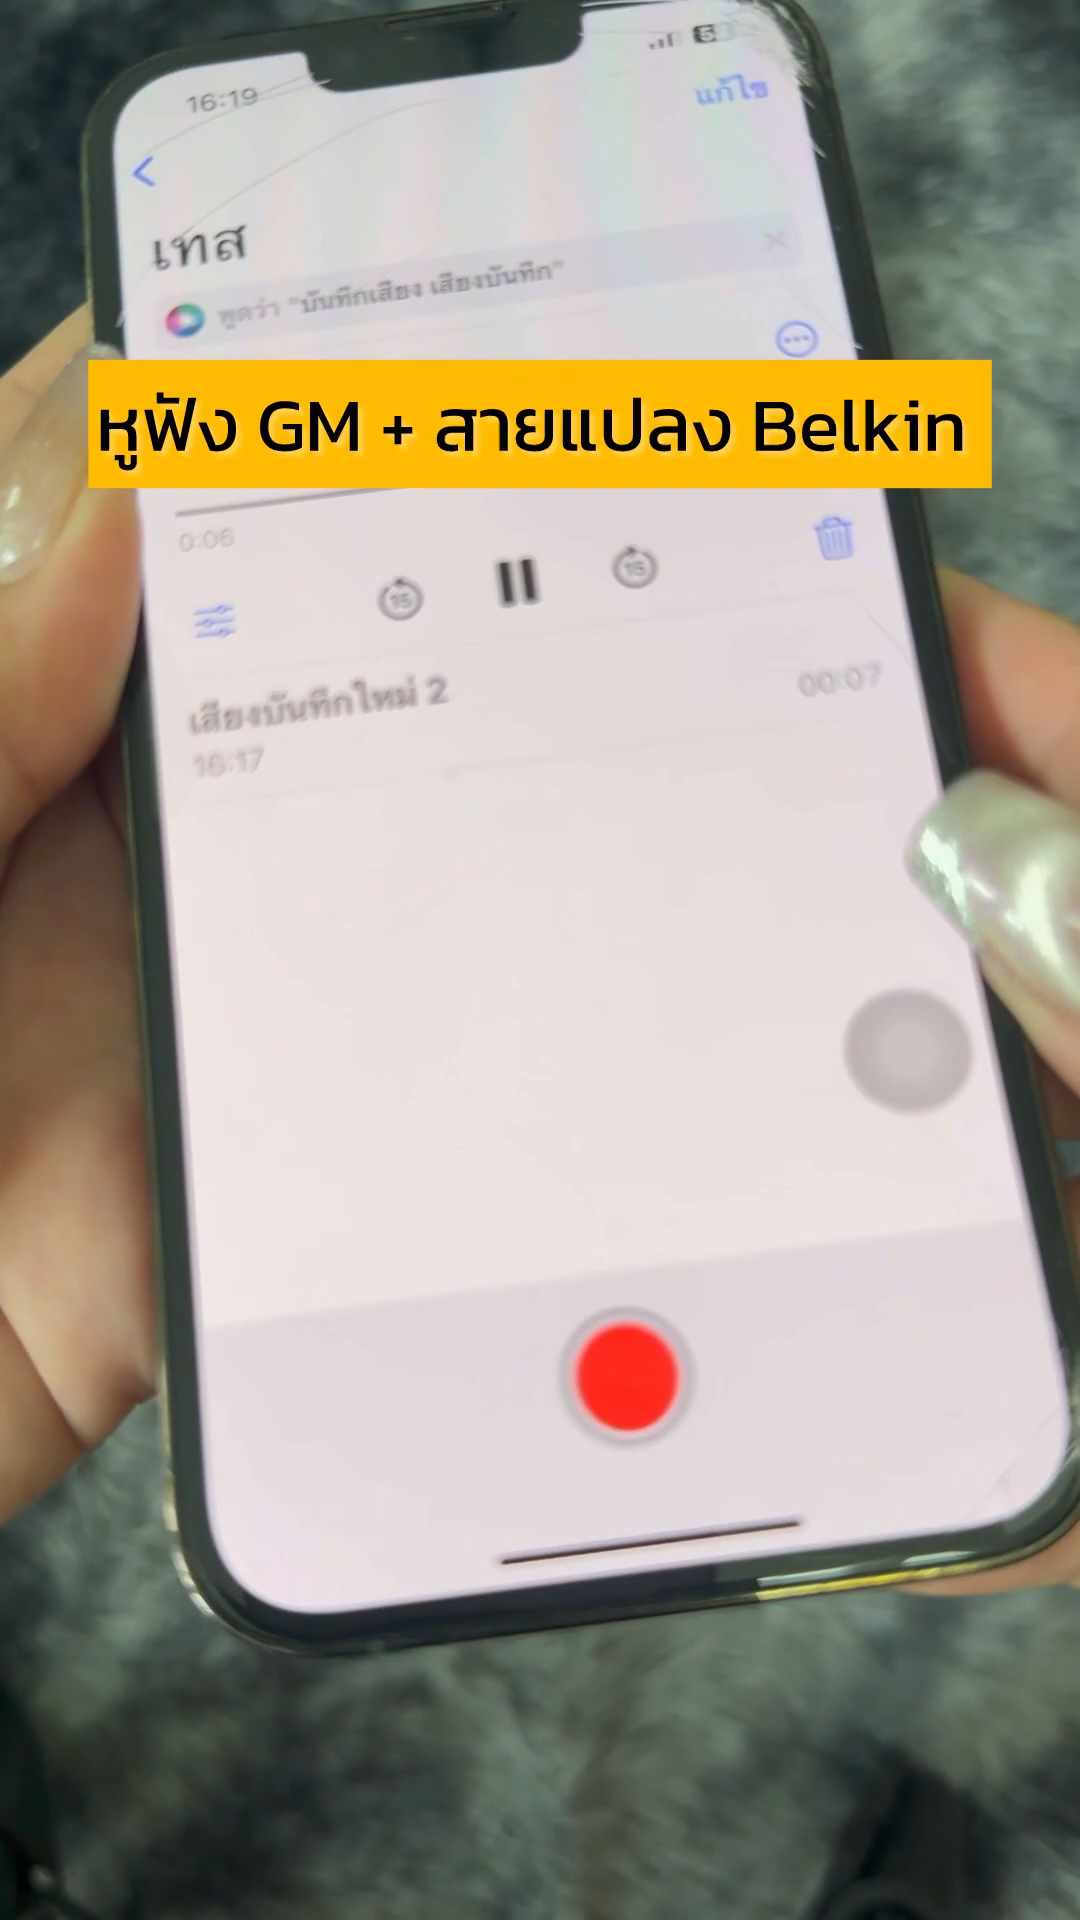 16:19
แก้ไข
เทส
พูดว่า "บันทึกเสียง เสียงบันทึก"
หูฟัง GM + สายแปลง Belkin
0:06
15
15
เสียงบันทึกใหม่ 2
00:07
16:17